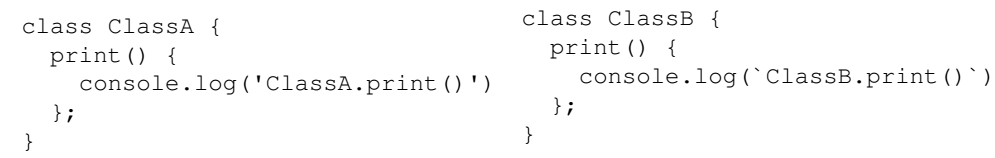 class ClassA {
  print() {
    console.log('ClassA.print()')
  };
}
class ClassB {
  print() {
    console.log(`ClassB.print()`)
  };
}